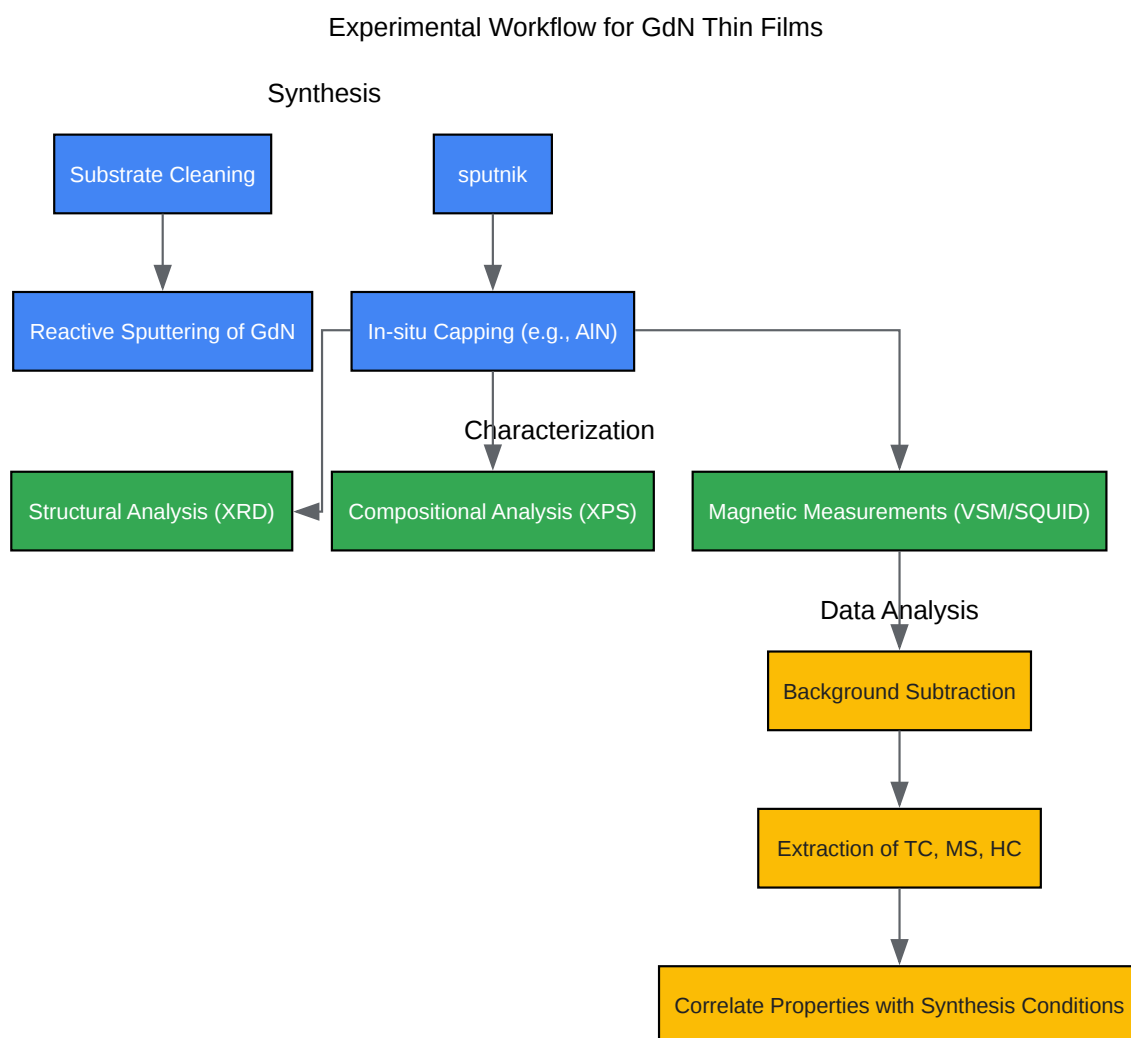 Experimental Workflow for GdN Thin Films
Synthesis
Substrate Cleaning
sputnik
Reactive Sputtering of GdN
In-situ Capping (e.g., AlN)
Characterization
Structural Analysis (XRD)
Compositional Analysis (XPS)
Magnetic Measurements (VSM/SQUID)
Data Analysis
Background Subtraction
Extraction of TC, MS, HC
Correlate Properties with Synthesis Conditions